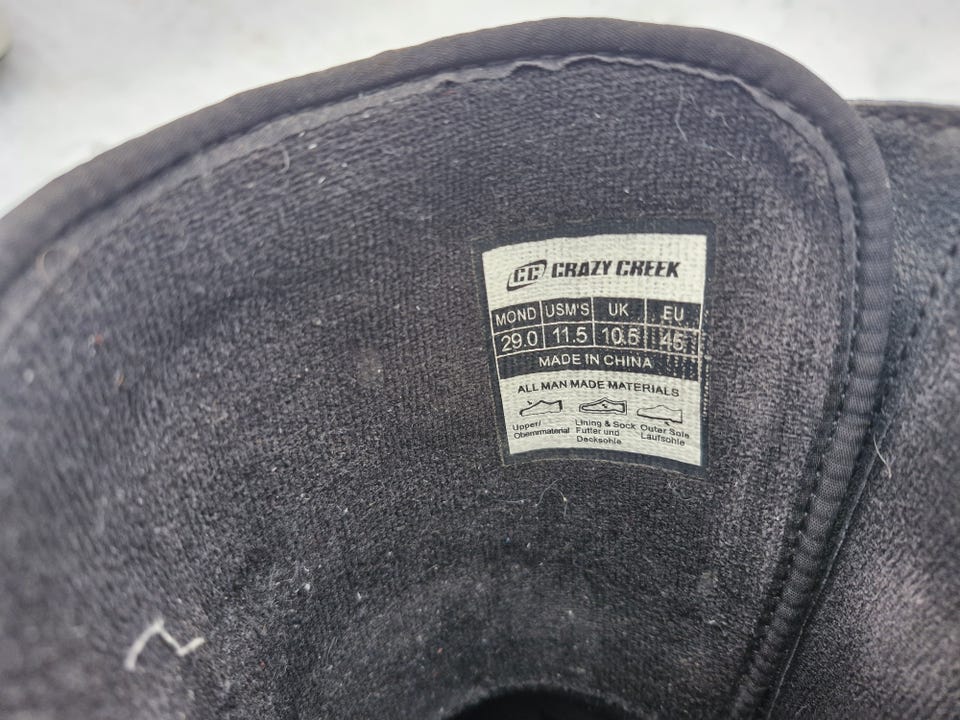 CC CRAZY CREEK
MOND USM'S UK EU
29.0 11.5 10.5 45
MADE IN CHINA
ALL MAN MADE MATERIALS
Upper/ Lining & Sock Outer Sole
Obermmaterial Futter und Laufsohle
Decksohle